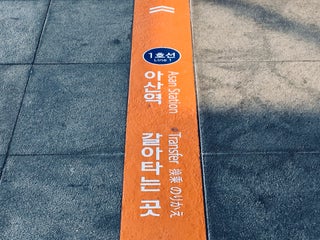 1호선
LINE 1
아산역
Asan Station
갈아타는 곳
Transfer 換乘 のりかえ